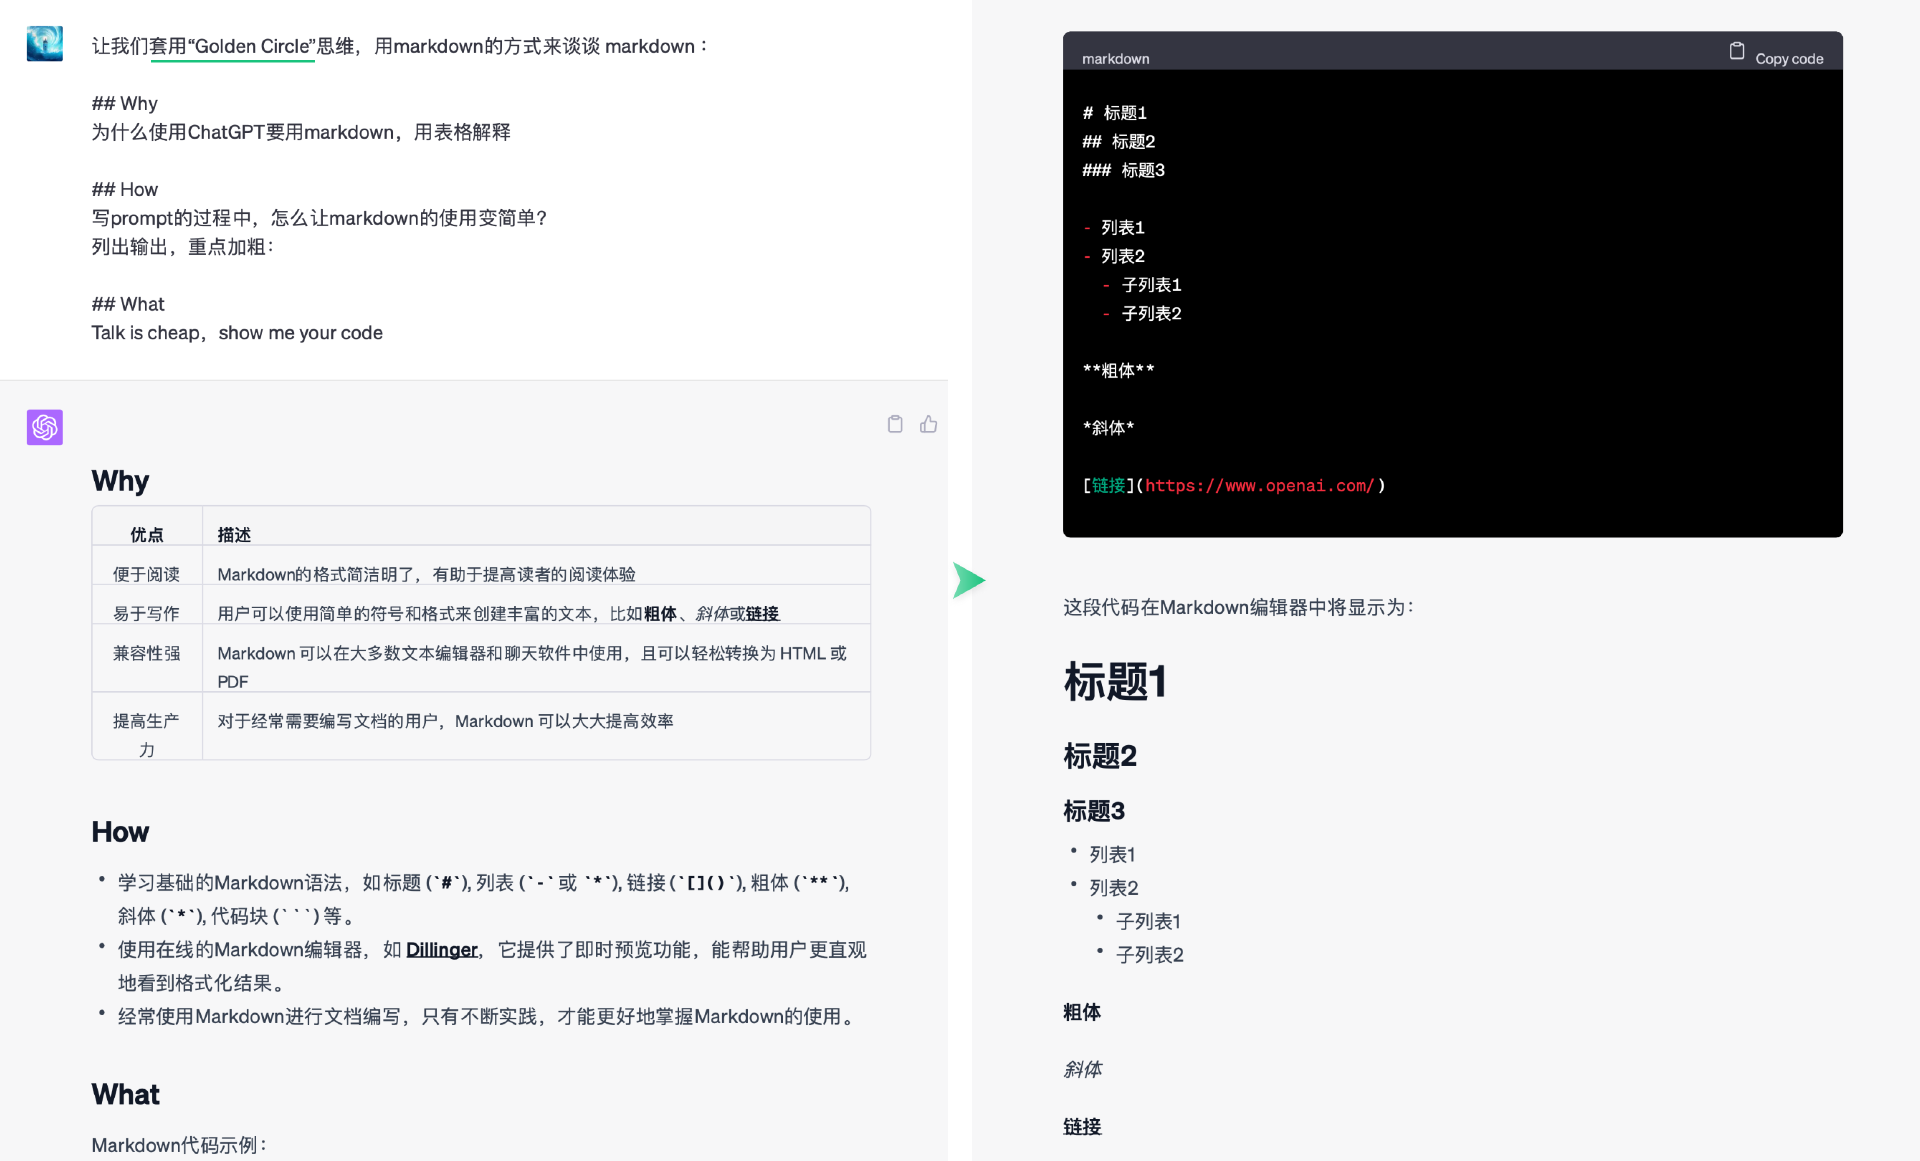 让我们套用“Golden Circle”思维，用markdown的方式来谈谈 markdown：
## Why
为什么使用ChatGPT要用markdown，用表格解释
## How
写prompt的过程中，怎么让markdown的使用变简单?
列出输出，重点加粗：
## What
Talk is cheap，show me your code
Why
优点 描述
便于阅读 Markdown的格式简洁明了，有助于提高读者的阅读体验
易于写作 用户可以使用简单的符号和格式来创建丰富的文本，比如粗体、斜体或链接
兼容性强 Markdown 可以在大多数文本编辑器和聊天软件中使用，且可以轻松转换为 HTML 或
PDF
提高生产 对于经常需要编写文档的用户，Markdown 可以大大提高效率
力
How
• 学习基础的Markdown语法，如标题 (`#`), 列表 (`-` 或 `*`), 链接 (`[]()`), 粗体 (`**`),
斜体 (`*`), 代码块 (```) 等。
• 使用在线的Markdown编辑器，如 Dillinger，它提供了即时预览功能，能帮助用户更直观
地看到格式化结果。
• 经常使用Markdown进行文档编写，只有不断实践，才能更好地掌握Markdown的使用。
What
Markdown代码示例：
markdown Copy code
# 标题1
## 标题2
### 标题3
- 列表1
- 列表2
- 子列表1
- 子列表2
**粗体**
*斜体*
[链接](https://www.openai.com/)
这段代码在Markdown编辑器中将显示为：
标题1
标题2
标题3
• 列表1
• 列表2
• 子列表1
• 子列表2
粗体
斜体
链接